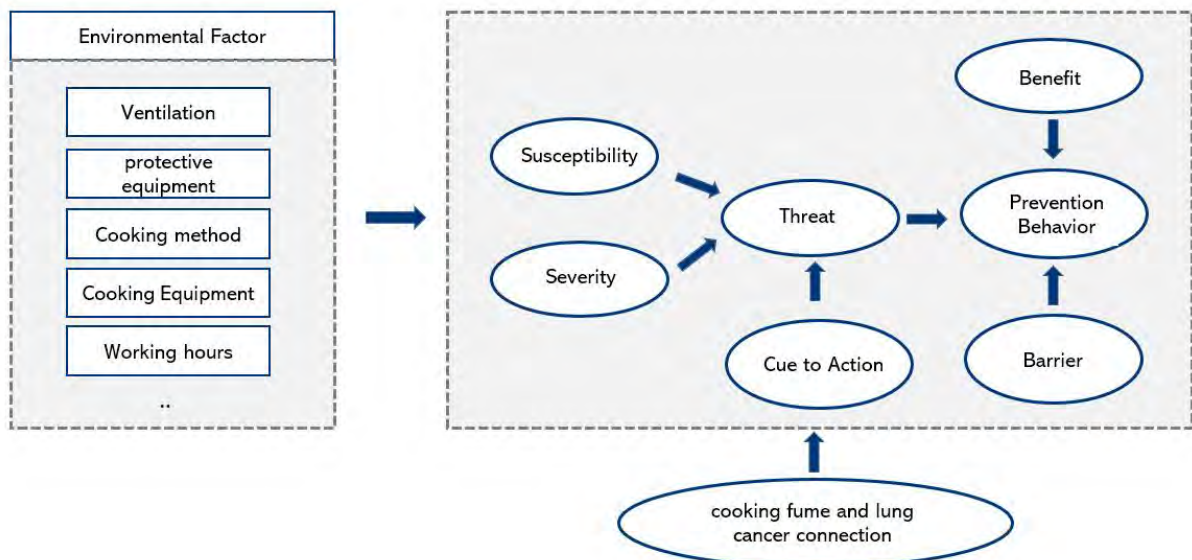 Environmental Factor
Ventilation
protective
equipment
Cooking method
Cooking Equipment
Working hours
..
Benefit
Susceptibility
Threat
Prevention
Behavior
Severity
Cue to Action
Barrier
cooking fume and lung
cancer connection